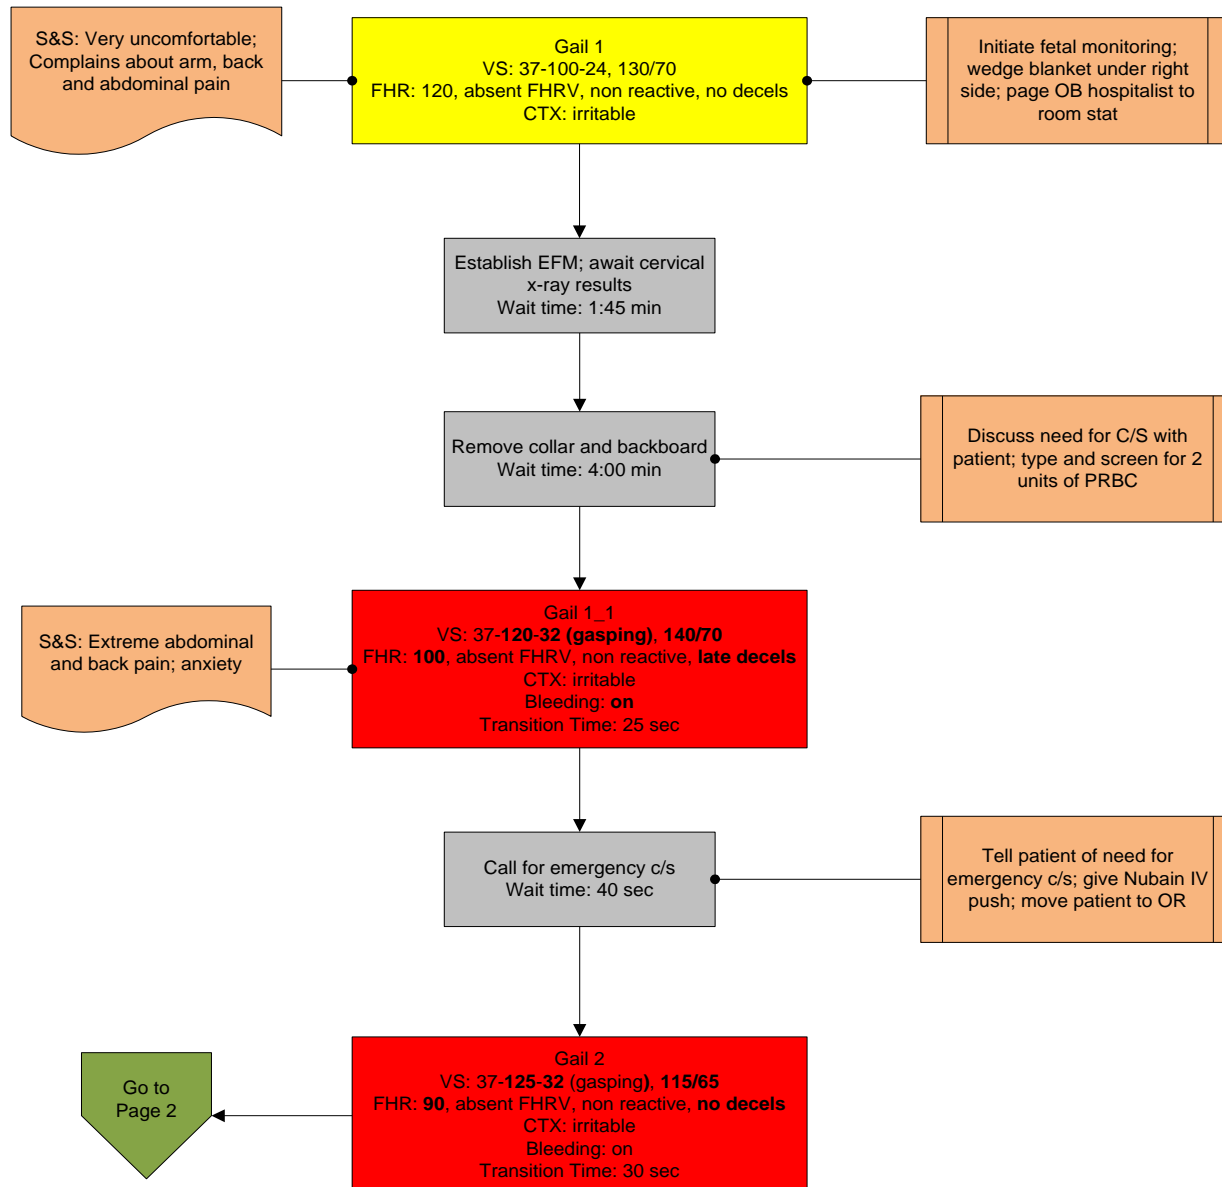 S&S: Very uncomfortable;
Complains about arm, back
and abdominal pain
Gail 1
VS: 37-100-24, 130/70
FHR: 120, absent FHRV, non reactive, no decels
CTX: irritable
Initiate fetal monitoring;
wedge blanket under right
side; page OB hospitalist to
room stat
Establish EFM; await cervical
x-ray results
Wait time: 1:45 min
Remove collar and backboard
Wait time: 4:00 min
Discuss need for C/S with
patient; type and screen for 2
units of PRBC
S&S: Extreme abdominal
and back pain; anxiety
Gail 1_1
VS: 37-120-32 (gasping), 140/70
FHR: 100, absent FHRV, non reactive, late decels
CTX: irritable
Bleeding: on
Transition Time: 25 sec
Call for emergency c/s
Wait time: 40 sec
Tell patient of need for
emergency c/s; give Nubain IV
push; move patient to OR
Go to
Page 2
Gail 2
VS: 37-125-32 (gasping), 115/65
FHR: 90, absent FHRV, non reactive, no decels
CTX: irritable
Bleeding: on
Transition Time: 30 sec